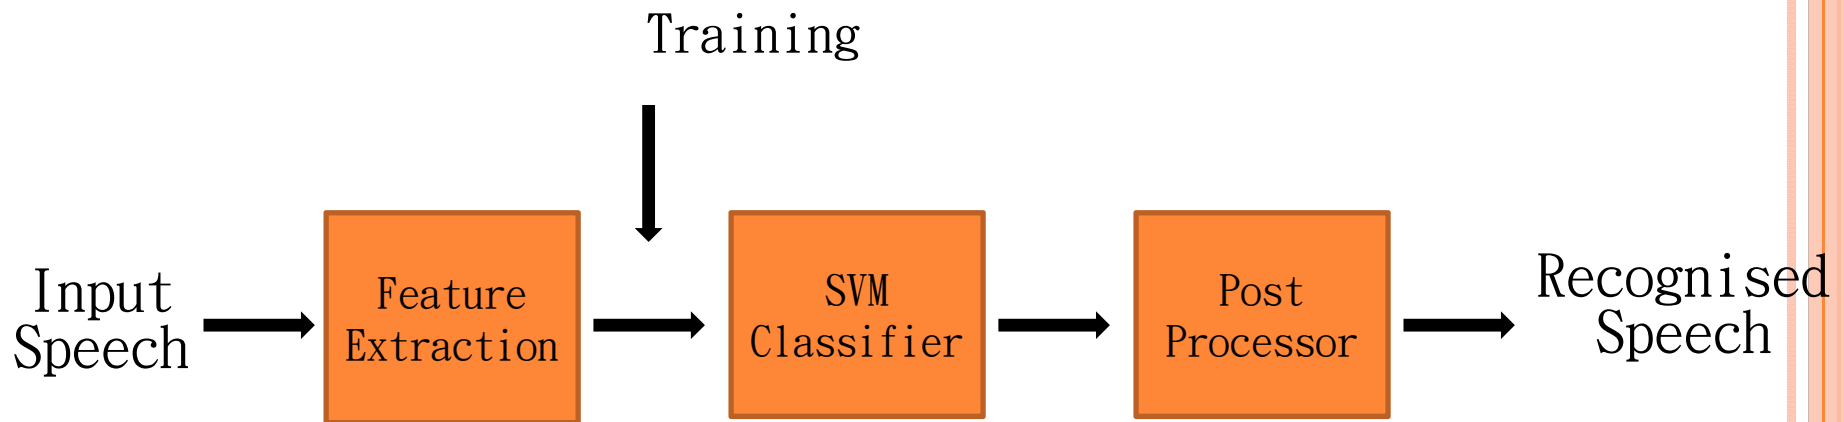 Training
Input
Speech
Feature
Extraction
SVM
Classifier
Post
Processor
Recognised
Speech